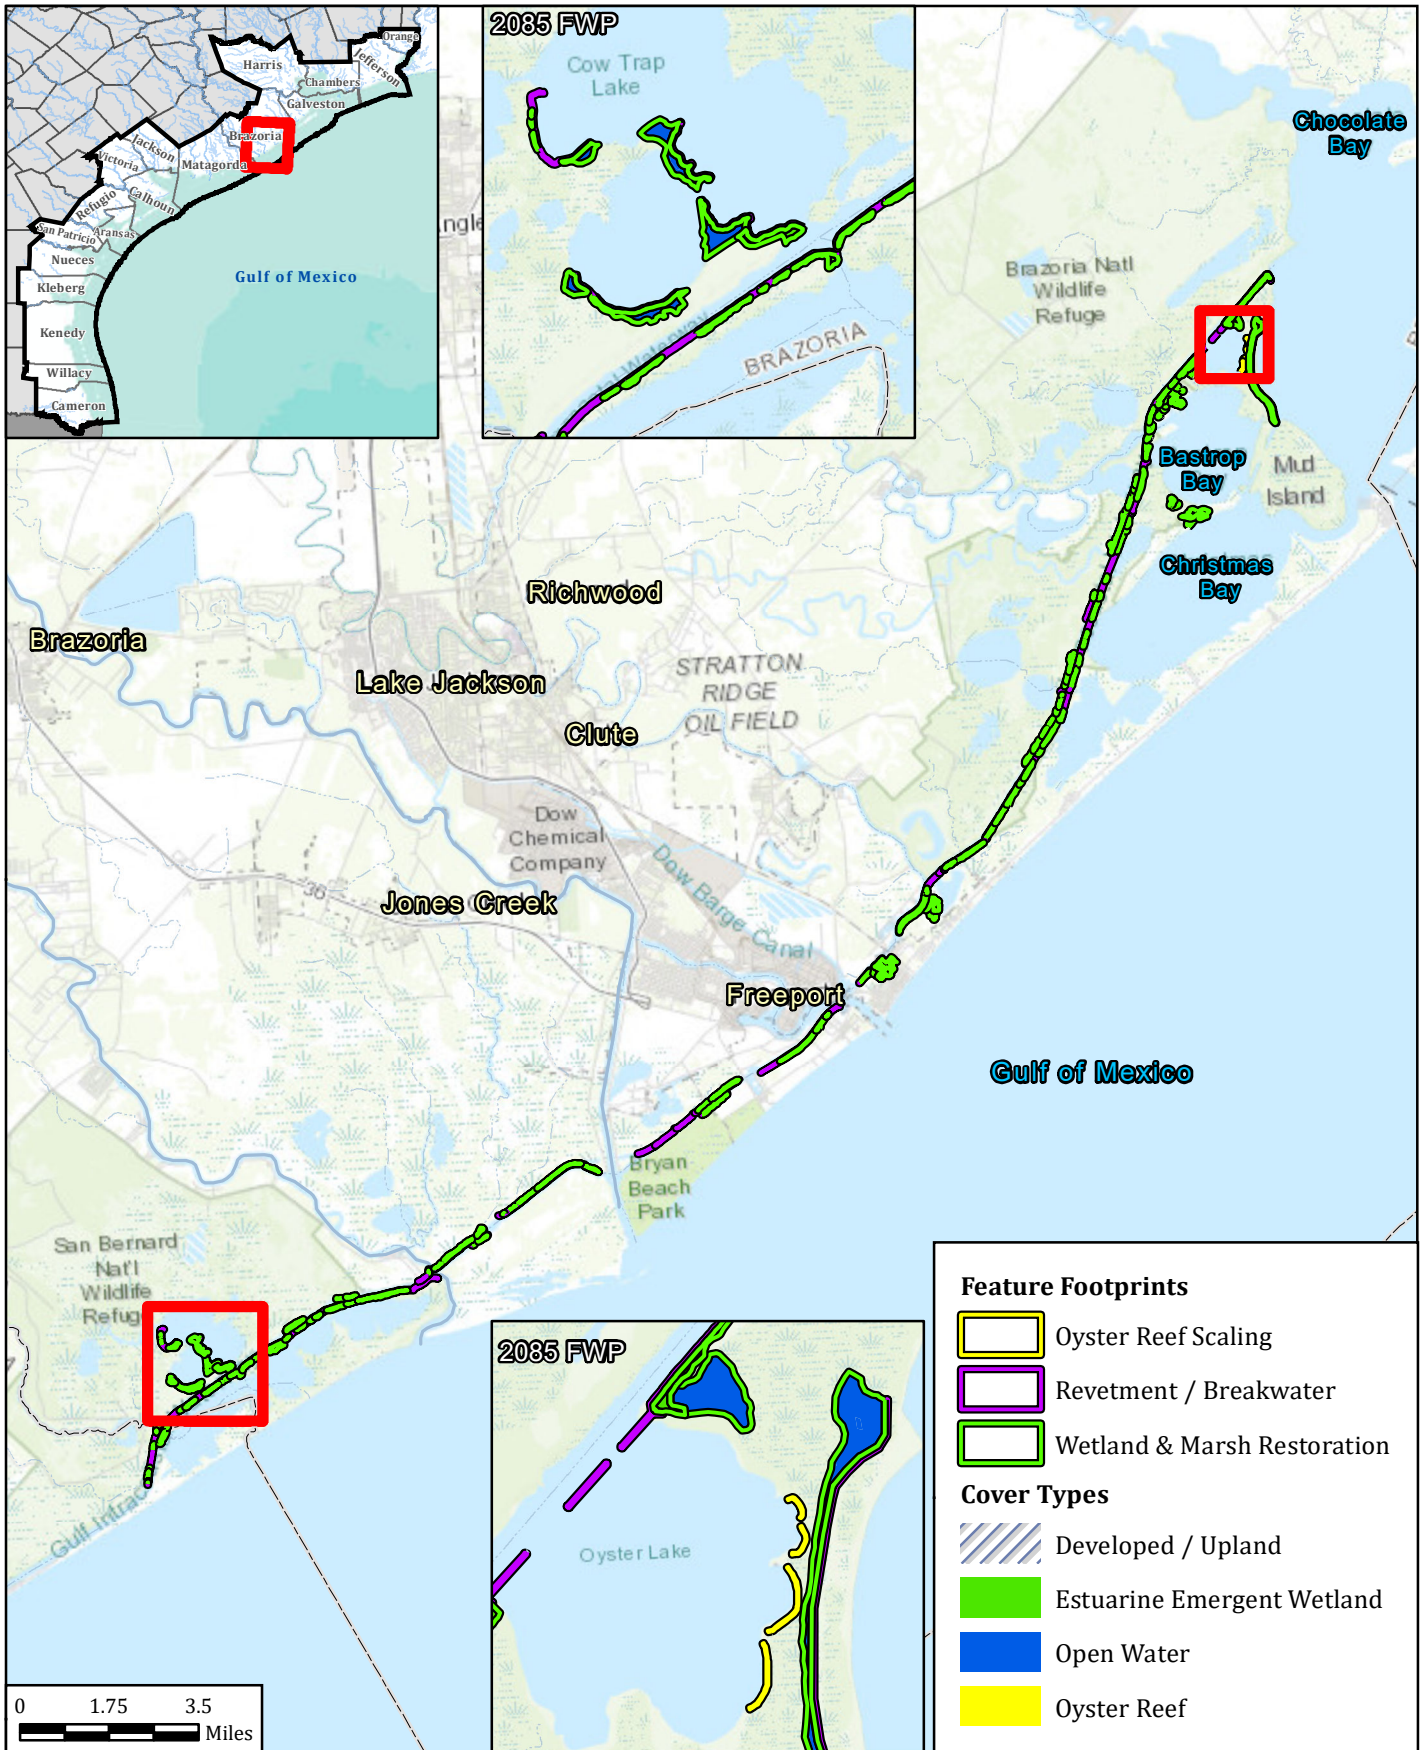 Orange
Harris
Jefferson
Chambers
Galveston
Brazoria
Jackson
Victoria
Matagorda
Calhoun
Refugio
San Patricio
Aransas
Nueces
Kleberg
Kenedy
Willacy
Cameron
Gulf of Mexico
2085 FWP
Cow Trap
Lake
BRAZORIA
Chocolate
Bay
Brazoria Natl
Wildlife
Refuge
Bastrop
Bay
Mud
Island
Christmas
Bay
Richwood
Brazoria
Lake Jackson
STRATTON
RIDGE
OIL FIELD
Clute
Dow
Chemical
Company
Dow Barge Canal
36
Jones Creek
Freeport
Gulf of Mexico
Bryan
Beach
Park
San Bernard
Nat'l
Wildlife
Refuge
Gulf Intrac
2085 FWP
Oyster Lake
Feature Footprints
Oyster Reef Scaling
Revetment / Breakwater
Wetland & Marsh Restoration
Cover Types
Developed / Upland
Estuarine Emergent Wetland
Open Water
Oyster Reef
0 1.75 3.5
Miles